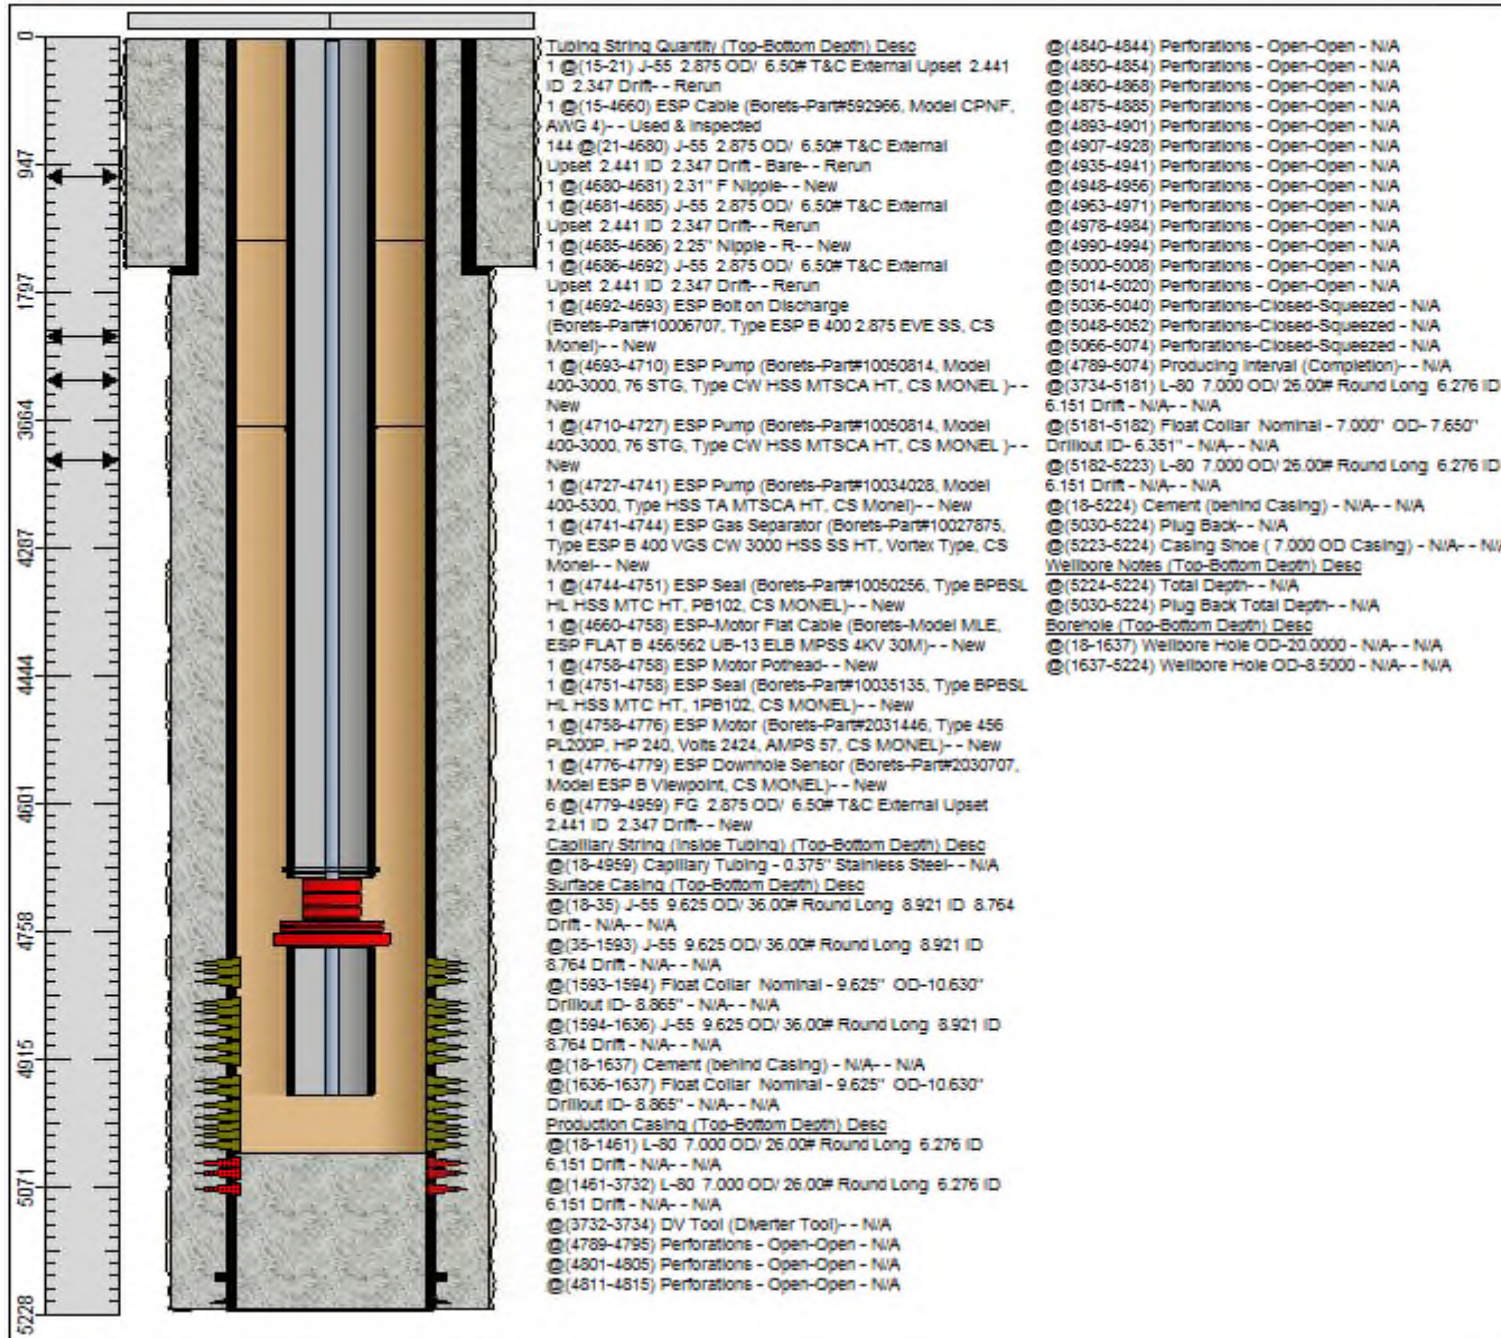 0
947
1797
3664
4287
4444
4601
4758
4915
5071
5228
Tubing String Quantity (Top-Bottom Depth) Desc
1 @(15-21) J-55 2.875 OD/ 6.50# T&C External Upset 2.441
ID 2.347 Drift- - Rerun
1 @(15-4660) ESP Cable (Borets-Part#592966, Model CPNF,
AWG 4)- - Used & Inspected
144 @(21-4680) J-55 2.875 OD/ 6.50# T&C External
Upset 2.441 ID 2.347 Drift - Bare- - Rerun
1 @(4680-4681) 2.31" F Nipple- - New
1 @(4681-4685) J-55 2.875 OD/ 6.50# T&C External
Upset 2.441 ID 2.347 Drift- - Rerun
1 @(4685-4686) 2.25" Nipple - R- - New
1 @(4686-4692) J-55 2.875 OD/ 6.50# T&C External
Upset 2.441 ID 2.347 Drift- - Rerun
1 @(4692-4693) ESP Bolt on Discharge
(Borets-Part#10006707, Type ESP B 400 2.875 EVE SS, CS
Monel)- - New
1 @(4693-4710) ESP Pump (Borets-Part#10050814, Model
400-3000, 76 STG, Type CW HSS MTSCA HT, CS MONEL )- -
New
1 @(4710-4727) ESP Pump (Borets-Part#10050814, Model
400-3000, 76 STG, Type CW HSS MTSCA HT, CS MONEL )- -
New
1 @(4727-4741) ESP Pump (Borets-Part#10034028, Model
400-5300, Type HSS TA MTSCA HT, CS Monel)- - New
1 @(4741-4744) ESP Gas Separator (Borets-Part#10027875,
Type ESP B 400 VGS CW 3000 HSS SS HT, Vortex Type, CS
Monel- - New
1 @(4744-4751) ESP Seal (Borets-Part#10050256, Type BPBSL
HL HSS MTC HT, PB102, CS MONEL)- - New
1 @(4660-4758) ESP-Motor Flat Cable (Borets-Model MLE,
ESP FLAT B 456/562 UB-13 ELB MPSS 4KV 30M)- - New
1 @(4758-4758) ESP Motor Pothead- - New
1 @(4751-4758) ESP Seal (Borets-Part#10035135, Type BPBSL
HL HSS MTC HT, 1PB102, CS MONEL)- - New
1 @(4758-4776) ESP Motor (Borets-Part#2031446, Type 456
PL200P, HP 240, Volts 2424, AMPS 57, CS MONEL)- - New
1 @(4776-4779) ESP Downhole Sensor (Borets-Part#2030707,
Model ESP B Viewpoint, CS MONEL)- - New
6 @(4779-4959) FG 2.875 OD/ 6.50# T&C External Upset
2.441 ID 2.347 Drift- - New
Capillary String (Inside Tubing) (Top-Bottom Depth) Desc
@(18-4959) Capillary Tubing - 0.375" Stainless Steel- - N/A
Surface Casing (Top-Bottom Depth) Desc
@(18-35) J-55 9.625 OD/ 36.00# Round Long 8.921 ID 8.764
Drift - N/A- - N/A
@(35-1593) J-55 9.625 OD/ 36.00# Round Long 8.921 ID
8.764 Drift - N/A- - N/A
@(1593-1594) Float Collar Nominal - 9.625" OD-10.630"
Drillout ID- 8.865" - N/A- - N/A
@(1594-1636) J-55 9.625 OD/ 36.00# Round Long 8.921 ID
8.764 Drift - N/A- - N/A
@(18-1637) Cement (behind Casing) - N/A- - N/A
@(1636-1637) Float Collar Nominal - 9.625" OD-10.630"
Drillout ID- 8.865" - N/A- - N/A
Production Casing (Top-Bottom Depth) Desc
@(18-1461) L-80 7.000 OD/ 26.00# Round Long 6.276 ID
6.151 Drift - N/A- - N/A
@(1461-3732) L-80 7.000 OD/ 26.00# Round Long 6.276 ID
6.151 Drift - N/A- - N/A
@(3732-3734) DV Tool (Diverter Tool)- - N/A
@(4789-4795) Perforations - Open-Open - N/A
@(4801-4805) Perforations - Open-Open - N/A
@(4811-4815) Perforations - Open-Open - N/A
@(4840-4844) Perforations - Open-Open - N/A
@(4850-4854) Perforations - Open-Open - N/A
@(4860-4868) Perforations - Open-Open - N/A
@(4875-4885) Perforations - Open-Open - N/A
@(4893-4901) Perforations - Open-Open - N/A
@(4907-4928) Perforations - Open-Open - N/A
@(4935-4941) Perforations - Open-Open - N/A
@(4948-4956) Perforations - Open-Open - N/A
@(4963-4971) Perforations - Open-Open - N/A
@(4978-4984) Perforations - Open-Open - N/A
@(4990-4994) Perforations - Open-Open - N/A
@(5000-5008) Perforations - Open-Open - N/A
@(5014-5020) Perforations - Open-Open - N/A
@(5036-5040) Perforations-Closed-Squeezed - N/A
@(5048-5052) Perforations-Closed-Squeezed - N/A
@(5066-5074) Perforations-Closed-Squeezed - N/A
@(4789-5074) Producing Interval (Completion)- - N/A
@(3734-5181) L-80 7.000 OD/ 26.00# Round Long 6.276 ID
6.151 Drift - N/A- - N/A
@(5181-5182) Float Collar Nominal - 7.000" OD- 7.650"
Drillout ID- 6.351" - N/A- - N/A
@(5182-5223) L-80 7.000 OD/ 26.00# Round Long 6.276 ID
6.151 Drift - N/A- - N/A
@(18-5224) Cement (behind Casing) - N/A- - N/A
@(5030-5224) Plug Back- - N/A
@(5223-5224) Casing Shoe ( 7.000 OD Casing) - N/A- - N/A
Wellbore Notes (Top-Bottom Depth) Desc
@(5224-5224) Total Depth- - N/A
@(5030-5224) Plug Back Total Depth- - N/A
Borehole (Top-Bottom Depth) Desc
@(18-1637) Wellbore Hole OD-20.0000 - N/A- - N/A
@(1637-5224) Wellbore Hole OD-8.5000 - N/A- - N/A